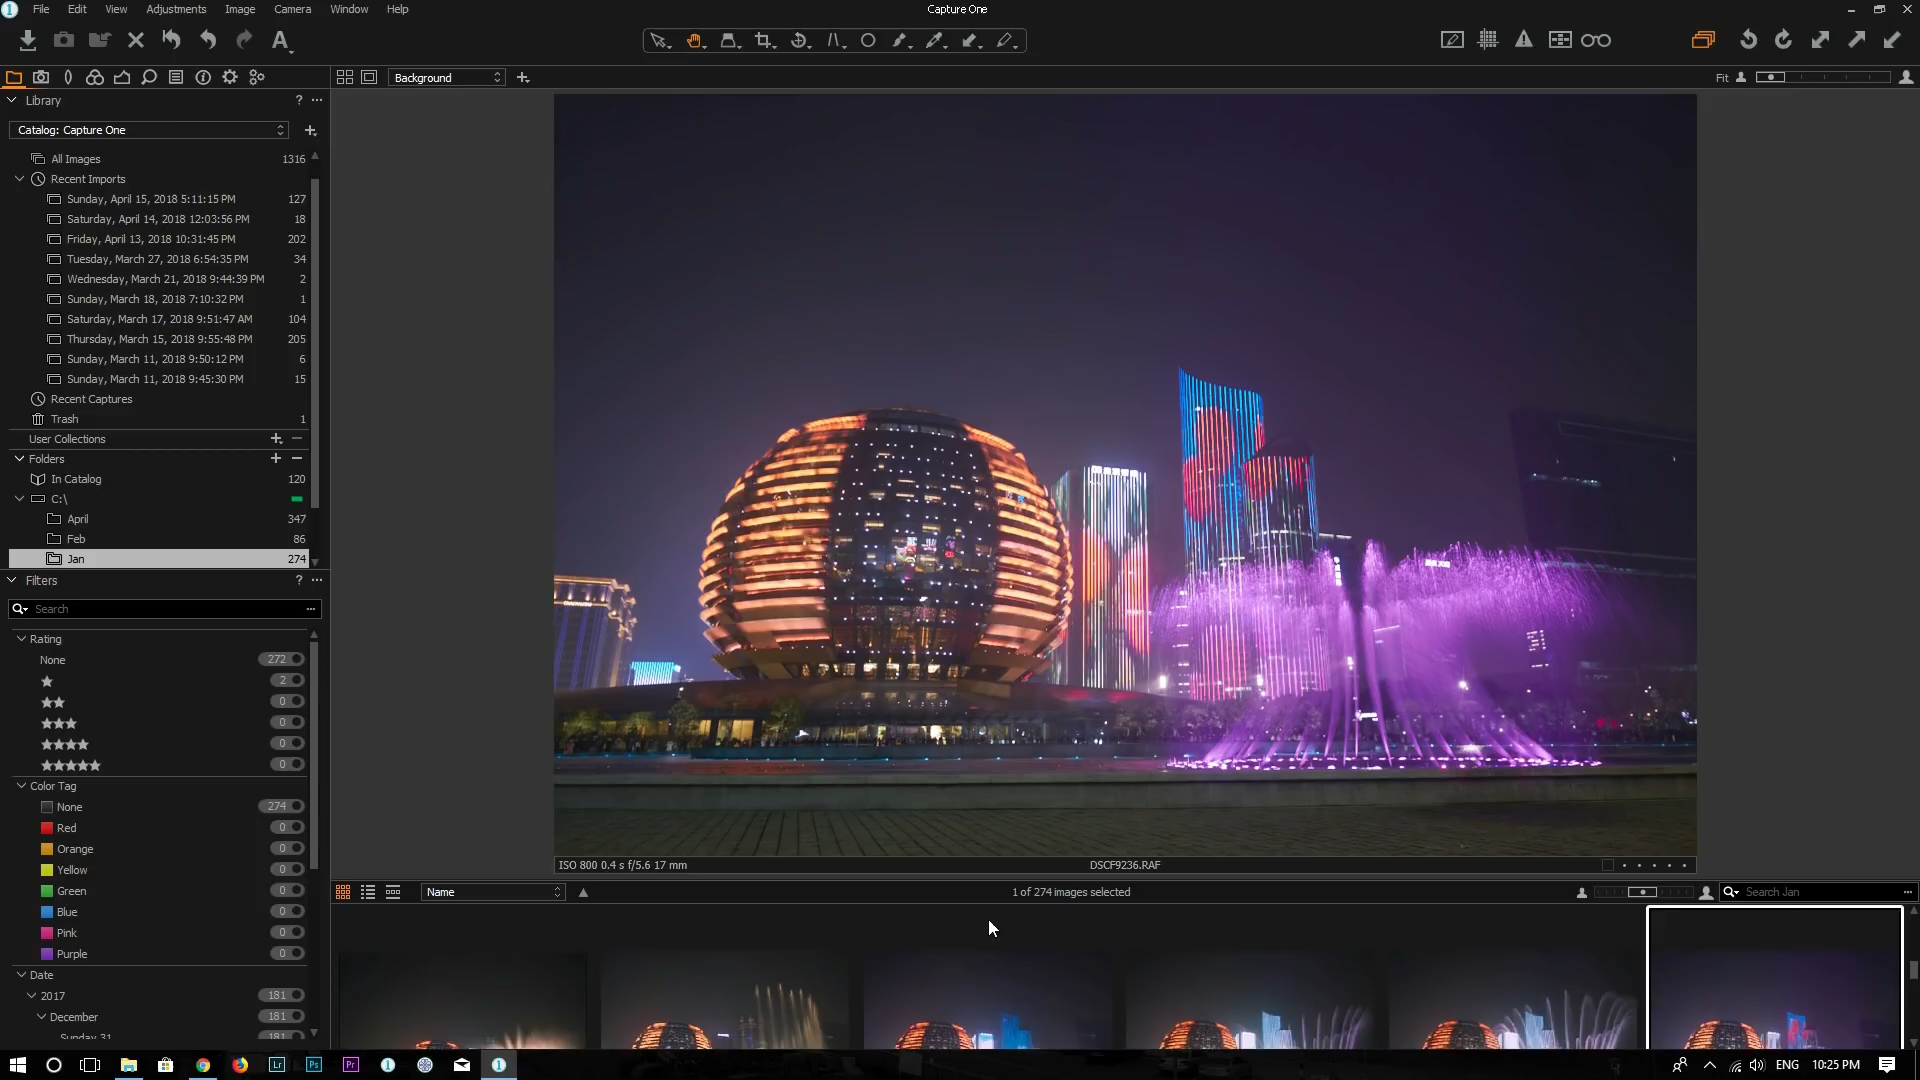 File Edit View Adjustments Image Camera Window Help
Capture One
Background
Fit
Library
? ...
Catalog: Capture One
All Images 1316
Recent Imports
Sunday, April 15, 2018 5:11:15 PM 127
Saturday, April 14, 2018 12:03:56 PM 18
Friday, April 13, 2018 10:31:45 PM 202
Tuesday, March 27, 2018 6:54:35 PM 34
Wednesday, March 21, 2018 9:44:39 PM 2
Sunday, March 18, 2018 7:10:32 PM 1
Saturday, March 17, 2018 9:51:47 AM 104
Thursday, March 15, 2018 9:55:48 PM 205
Sunday, March 11, 2018 9:50:12 PM 6
Sunday, March 11, 2018 9:45:30 PM 15
Recent Captures
Trash 1
User Collections
Folders
In Catalog 120
C:\
April 347
Feb 86
Jan 274
Filters
? ...
Search ...
Rating
None 272
2
0
0
0
0
Color Tag
None 274
Red 0
Orange 0
Yellow 0
Green 0
Blue 0
Pink 0
Purple 0
Date
2017 181
December 181
Sunday 31 181
ISO 800 0.4 s f/5.6 17 mm
DSCF9236.RAF
Name
1 of 274 images selected
Search Jan ...
Lr Ps Pr 1 1
ENG 10:25 PM